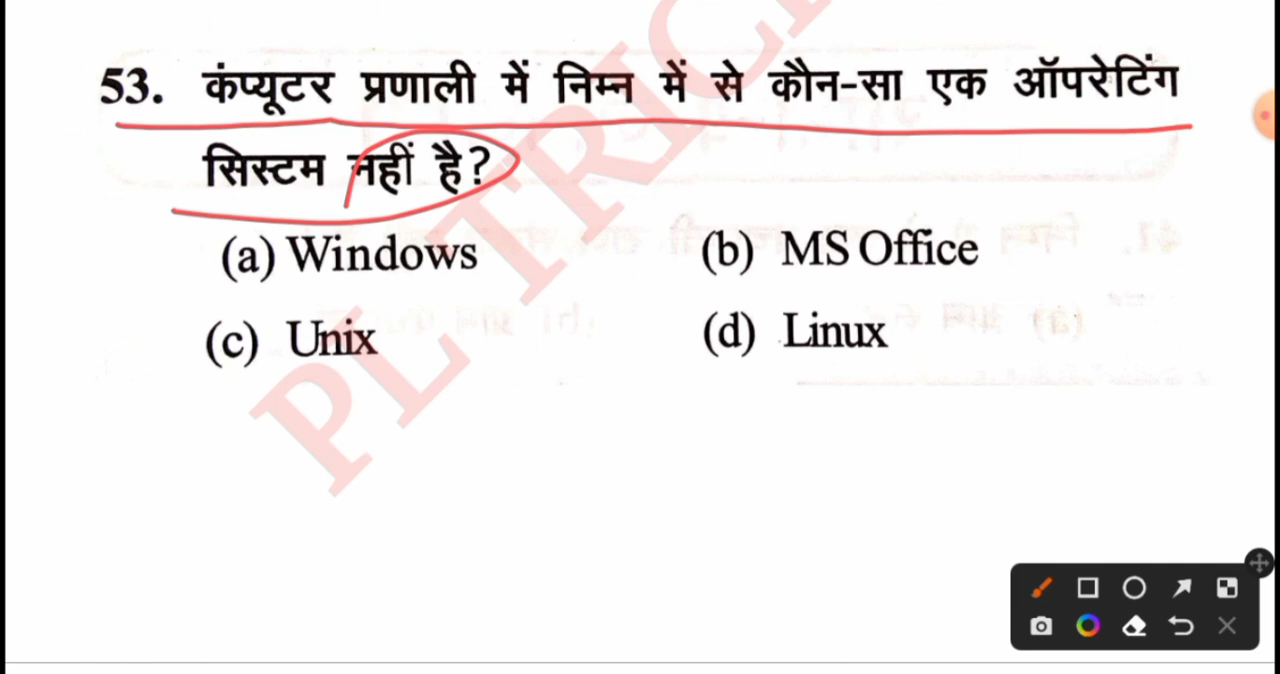 53. कंप्यूटर प्रणाली में निम्न में से कौन-सा एक ऑपरेटिंग
सिस्टम नहीं है?
(a) Windows (b) MS Office
(c) Unix (d) Linux